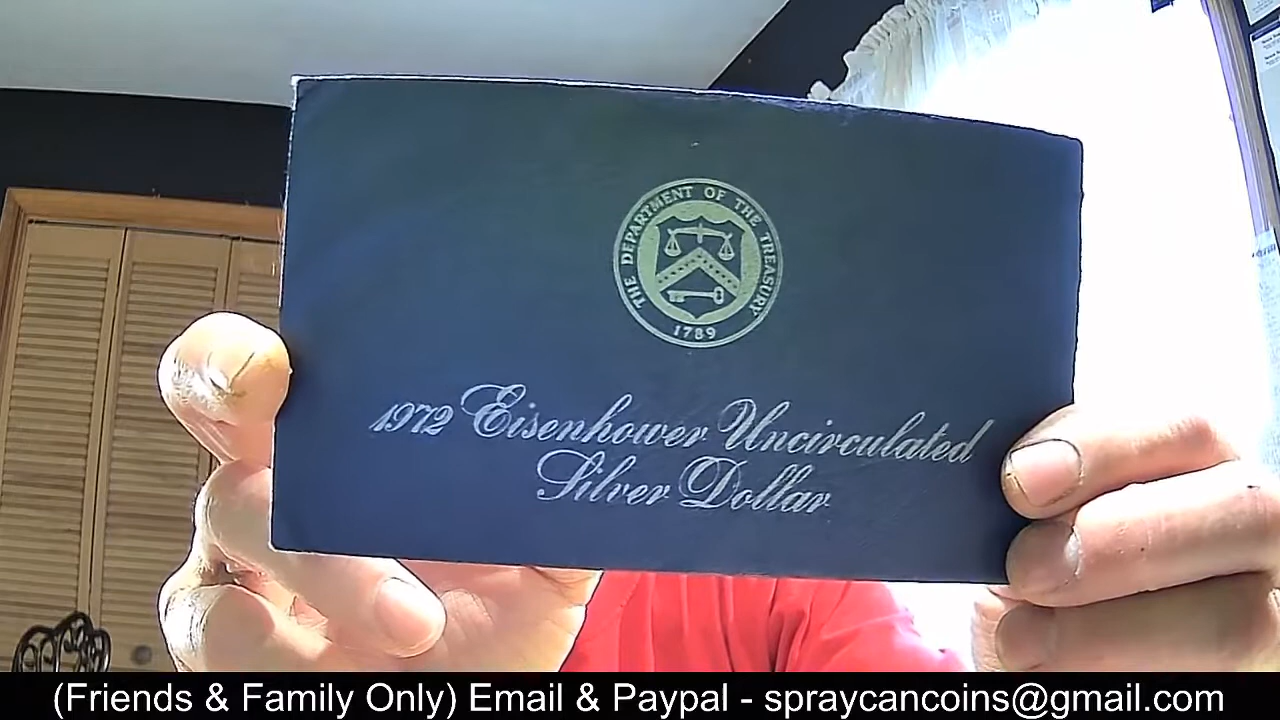 THE DEPARTMENT OF THE TREASURY
1789
1972 Eisenhower Uncirculated
Silver Dollar
(Friends & Family Only) Email & Paypal - spraycancoins@gmail.com